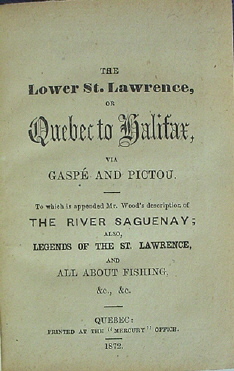 THE
Lower St. Lawrence,
OR
Quebec to Halifax,
VIA
GASPÉ AND PICTOU.
To which is appended Mr. Wood's description of
THE RIVER SAGUENAY;
ALSO,
LEGENDS OF THE ST. LAWRENCE,
AND
ALL ABOUT FISHING,
&c., &c.
QUEBEC:
PRINTED AT THE "MERCURY" OFFICE.
1872.